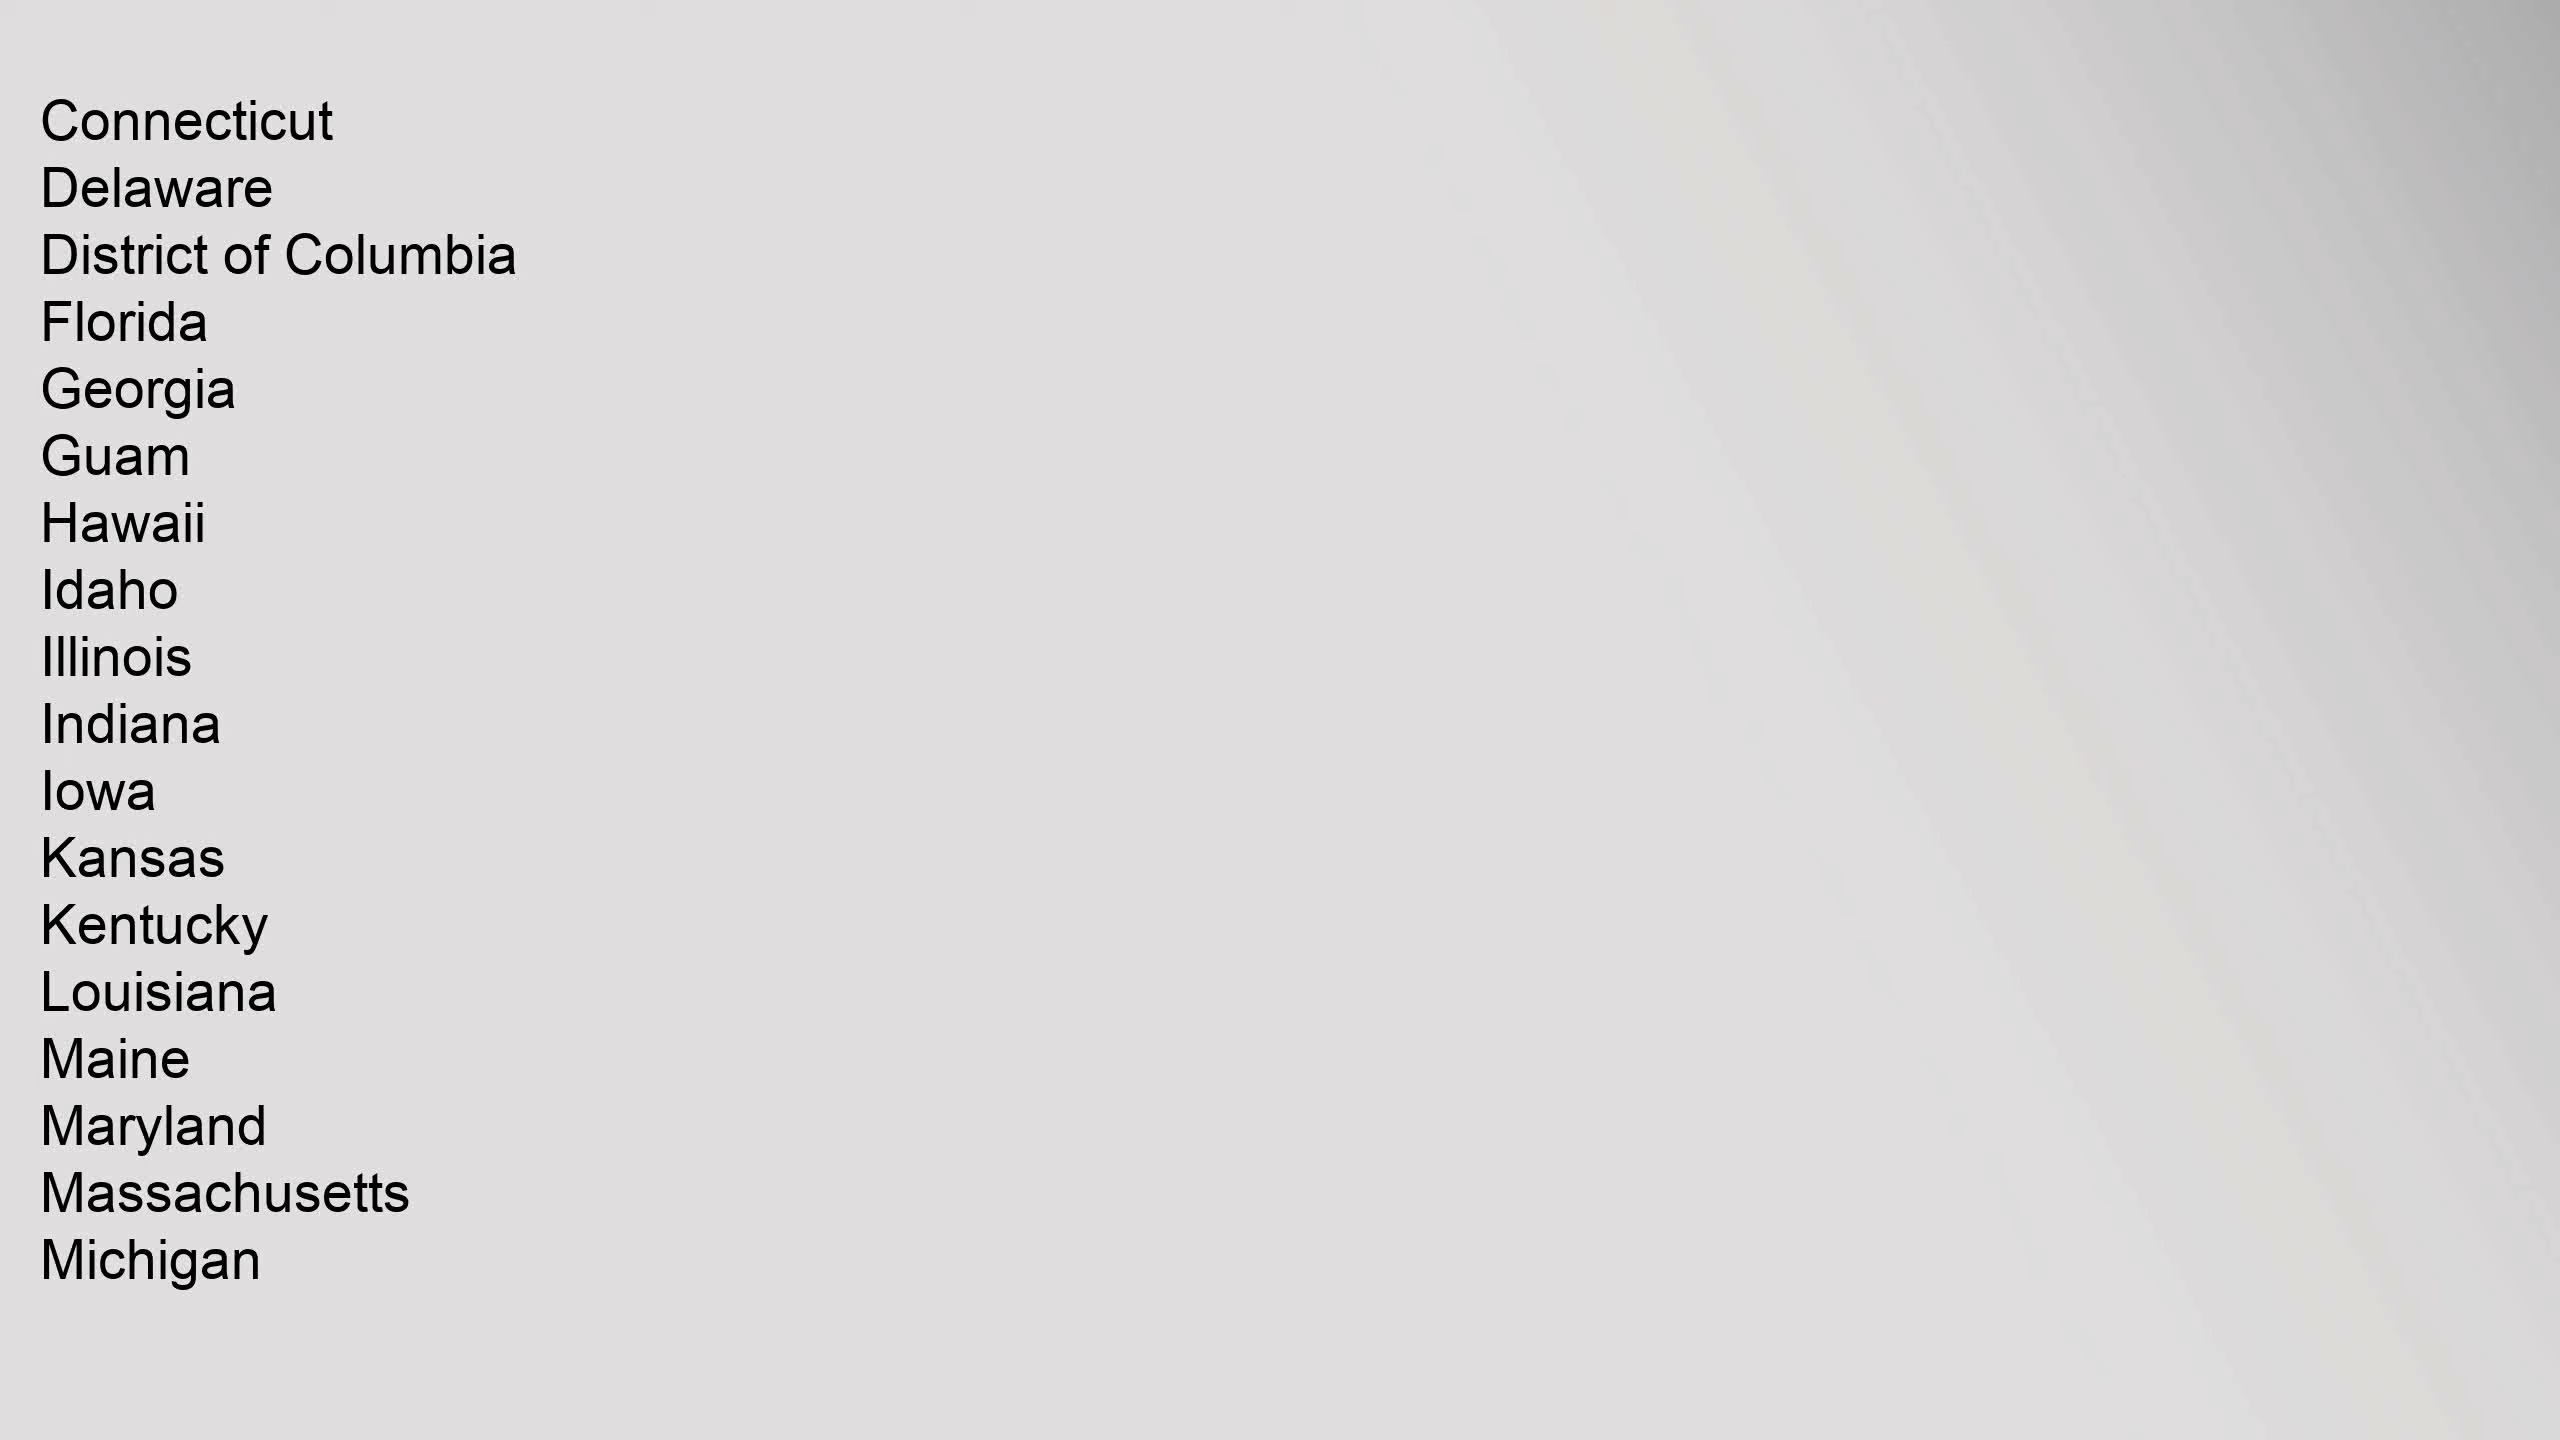 Connecticut
Delaware
District of Columbia
Florida
Georgia
Guam
Hawaii
Idaho
Illinois
Indiana
Iowa
Kansas
Kentucky
Louisiana
Maine
Maryland
Massachusetts
Michigan